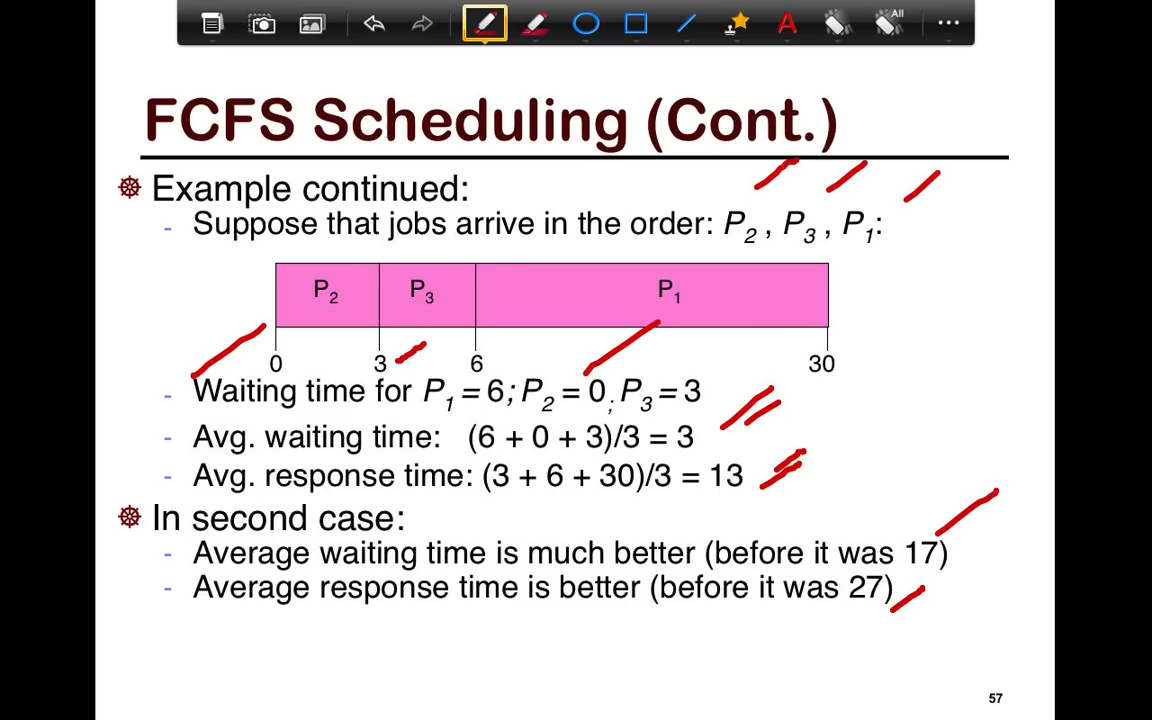 All
A
FCFS Scheduling (Cont.)
Example continued:
- Suppose that jobs arrive in the order: P2 , P3 , P1:
P2 P3 P1
0 3 6 30
- Waiting time for P1 = 6; P2 = 0; P3 = 3
- Avg. waiting time: (6 + 0 + 3)/3 = 3
- Avg. response time: (3 + 6 + 30)/3 = 13
In second case:
- Average waiting time is much better (before it was 17)
- Average response time is better (before it was 27)
57